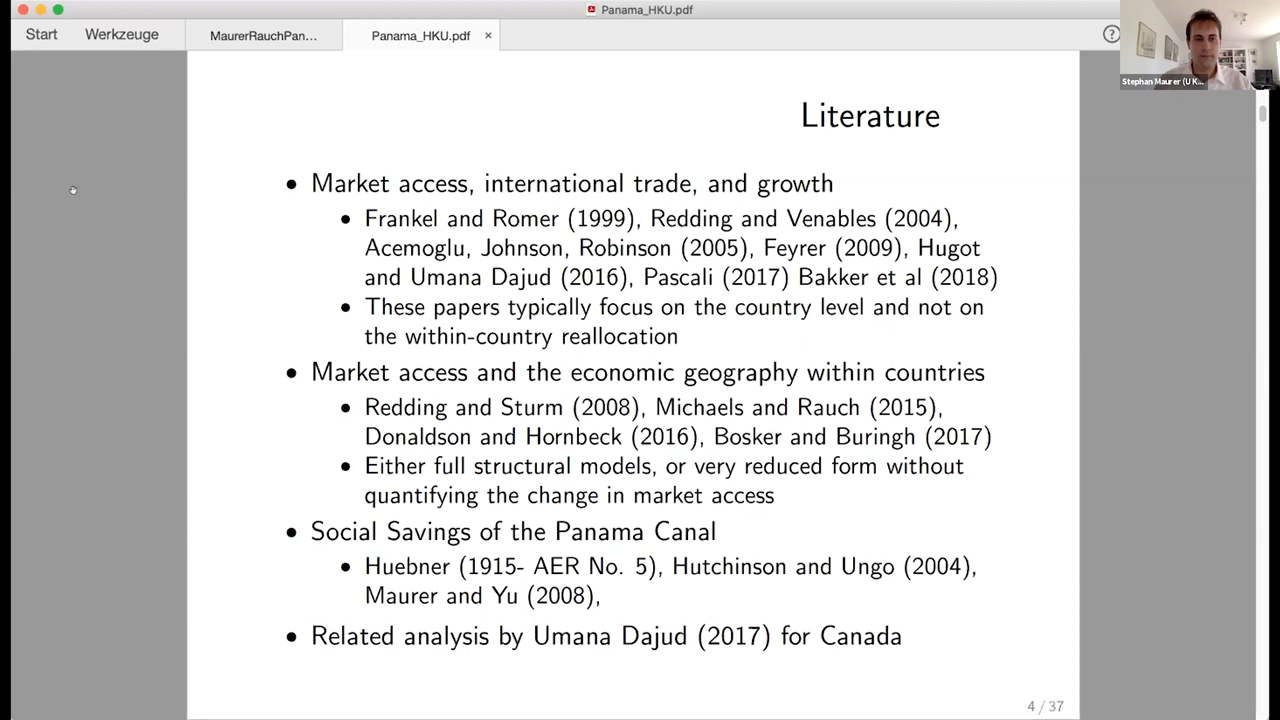 Panama_HKU.pdf
Start
Werkzeuge
MaurerRauchPan...
Panama_HKU.pdf
Stephan Maurer (U K...
Literature
• Market access, international trade, and growth
• Frankel and Romer (1999), Redding and Venables (2004),
Acemoglu, Johnson, Robinson (2005), Feyrer (2009), Hugot
and Umana Dajud (2016), Pascali (2017) Bakker et al (2018)
• These papers typically focus on the country level and not on
the within-country reallocation
• Market access and the economic geography within countries
• Redding and Sturm (2008), Michaels and Rauch (2015),
Donaldson and Hornbeck (2016), Bosker and Buringh (2017)
• Either full structural models, or very reduced form without
quantifying the change in market access
• Social Savings of the Panama Canal
• Huebner (1915- AER No. 5), Hutchinson and Ungo (2004),
Maurer and Yu (2008),
• Related analysis by Umana Dajud (2017) for Canada
4 / 37